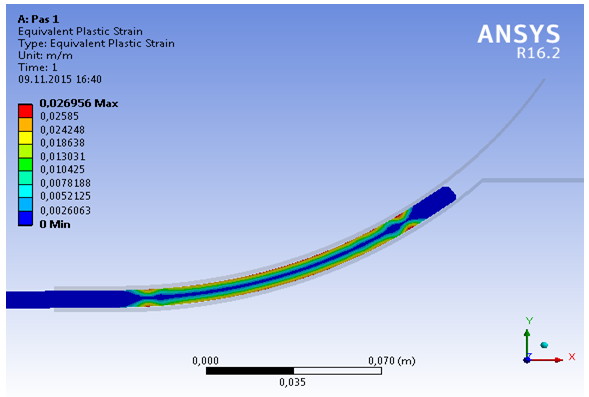 A: Pas 1
Equivalent Plastic Strain
Type: Equivalent Plastic Strain
Unit: m/m
Time: 1
09.11.2015 16:40
ANSYS
R16.2
0,026956 Max
0,02585
0,024248
0,018638
0,013031
0,010425
0,0078188
0,0052125
0,0026063
0 Min
0,000
0,070 (m)
0,035
Y
X